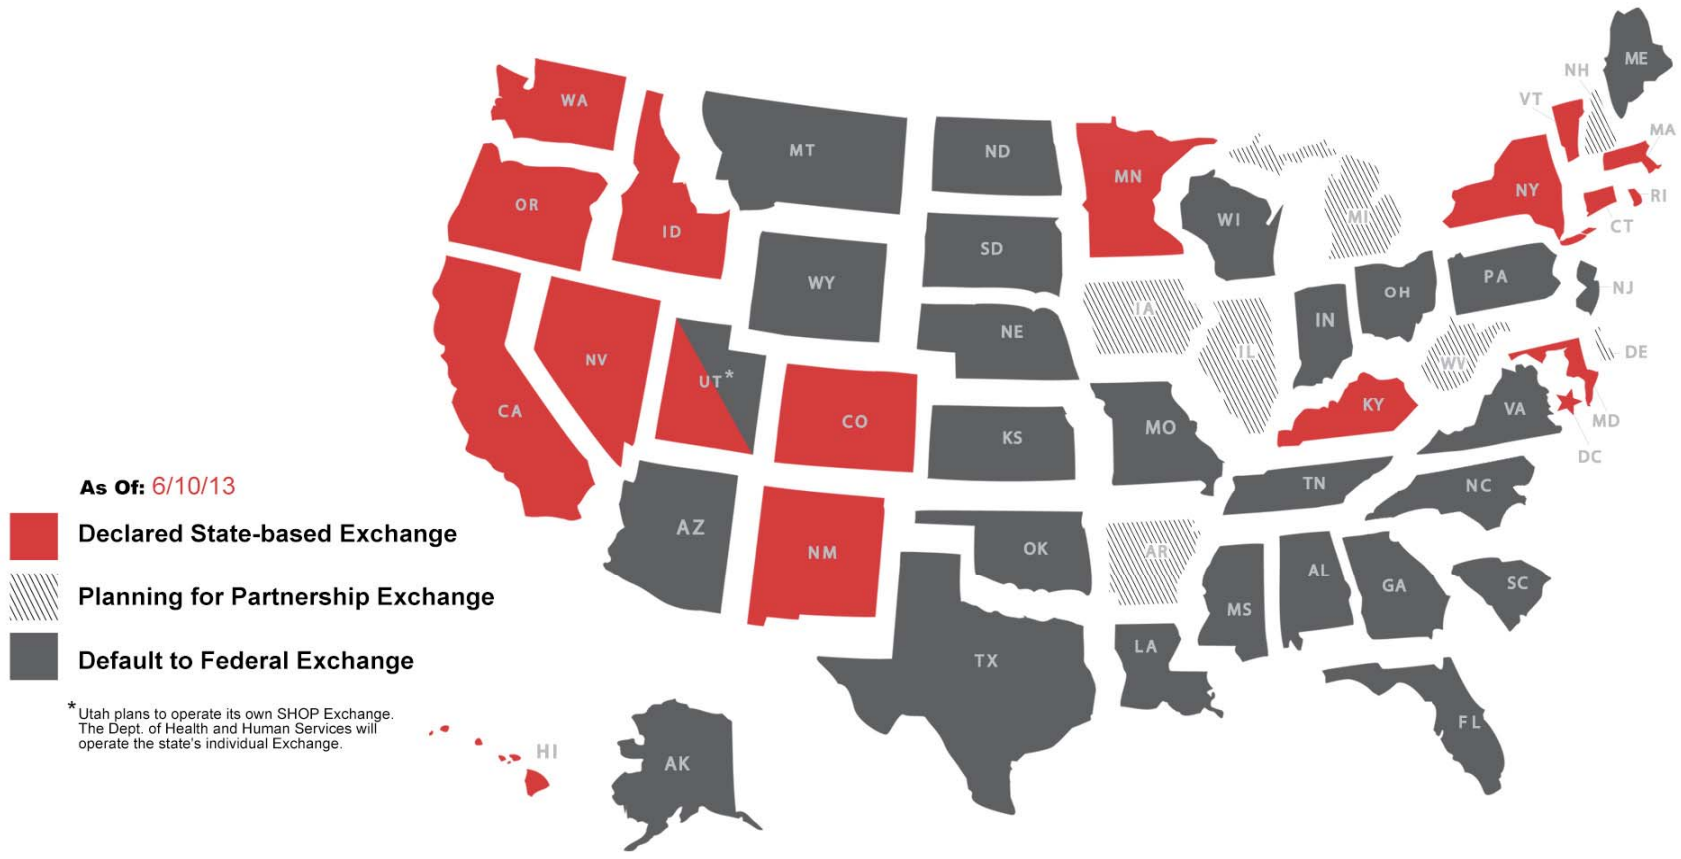 ME
NH
VT
WA
MA
MT
ND
MN
NY
RI
OR
WI
MI
CT
ID
SD
WY
OH
PA
NJ
IA
IN
NE
IL
WV
DE
NV
UT*
CA
CO
KY
VA
MD
KS
MO
DC
As Of: 6/10/13
TN
NC
Declared State-based Exchange
AZ
NM
OK
AR
AL
GA
SC
Planning for Partnership Exchange
MS
LA
TX
Default to Federal Exchange
* Utah plans to operate its own SHOP Exchange.
The Dept. of Health and Human Services will
operate the state's individual Exchange.
FL
HI
AK